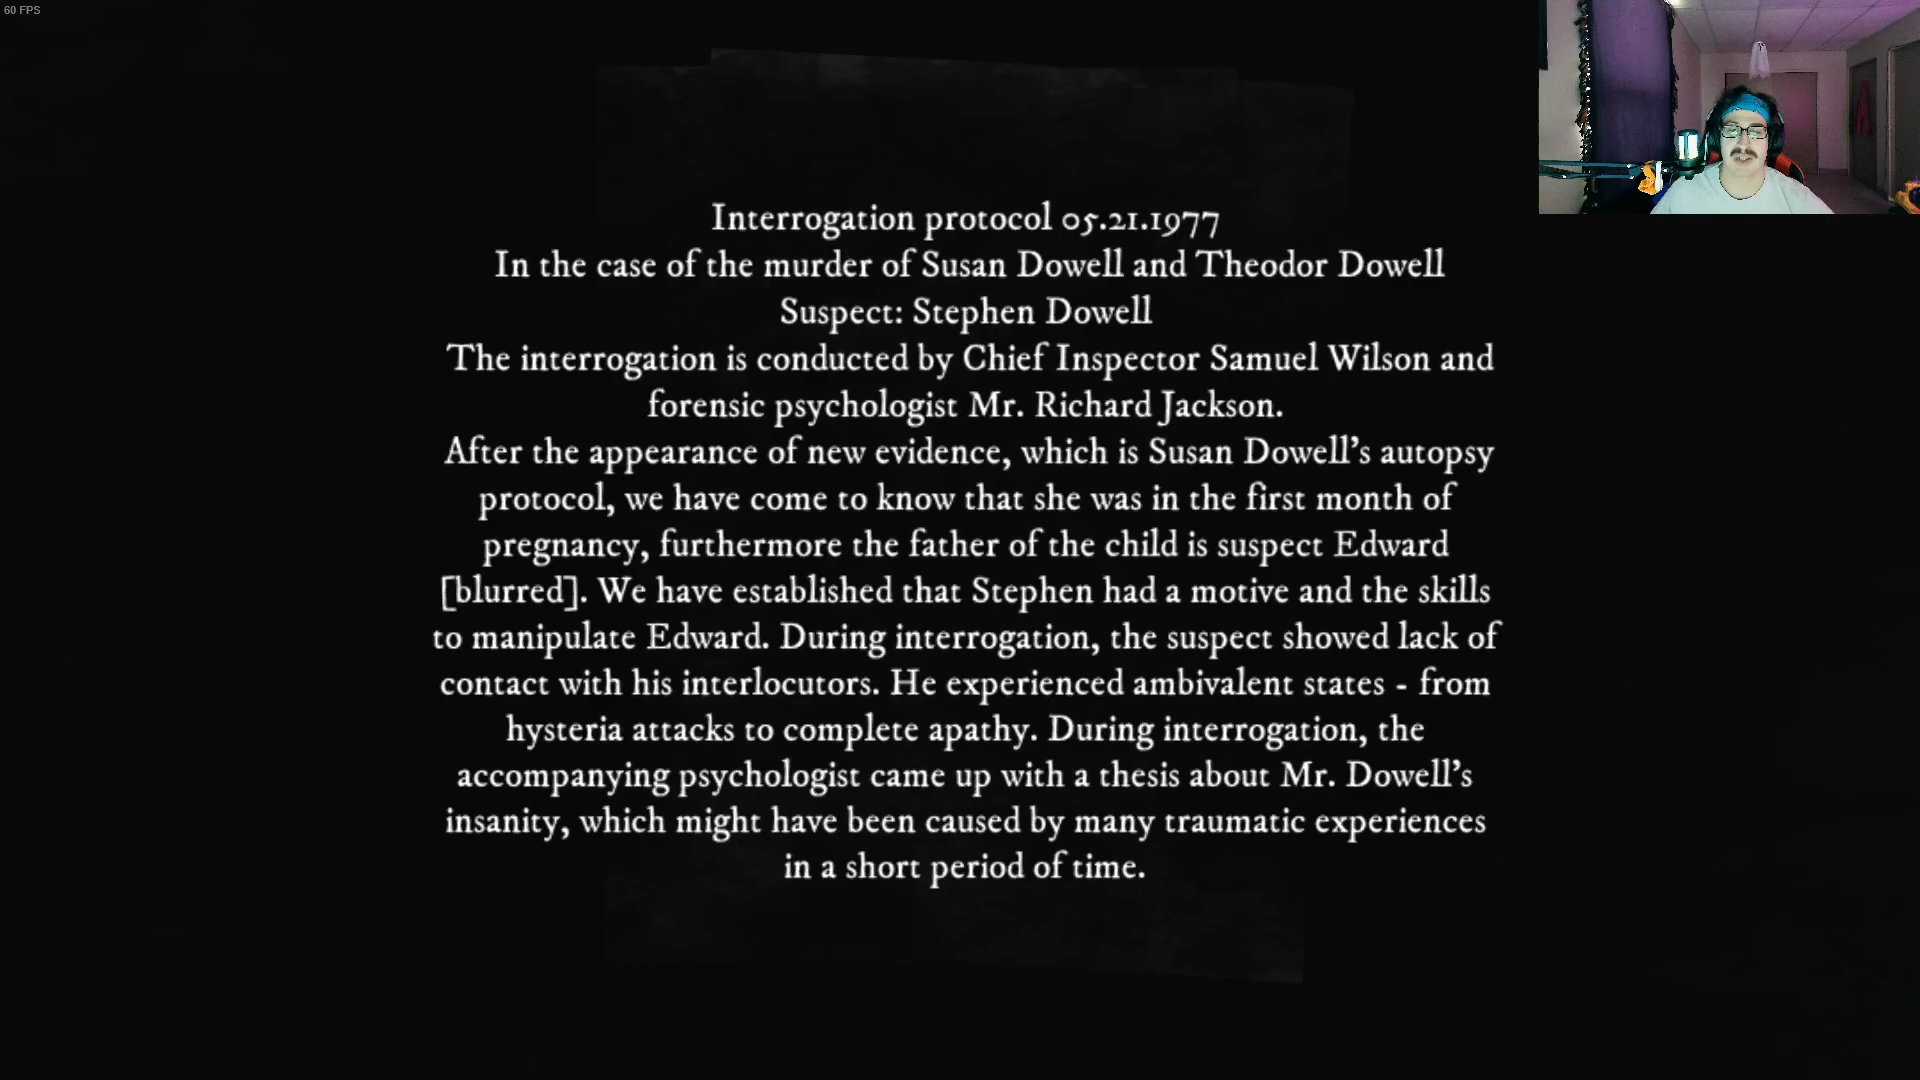 60 FPS
Interrogation protocol 05.21.1977
In the case of the murder of Susan Dowell and Theodor Dowell
Suspect: Stephen Dowell
The interrogation is conducted by Chief Inspector Samuel Wilson and
forensic psychologist Mr. Richard Jackson.
After the appearance of new evidence, which is Susan Dowell's autopsy
protocol, we have come to know that she was in the first month of
pregnancy, furthermore the father of the child is suspect Edward
[blurred]. We have established that Stephen had a motive and the skills
to manipulate Edward. During interrogation, the suspect showed lack of
contact with his interlocutors. He experienced ambivalent states - from
hysteria attacks to complete apathy. During interrogation, the
accompanying psychologist came up with a thesis about Mr. Dowell's
insanity, which might have been caused by many traumatic experiences
in a short period of time.